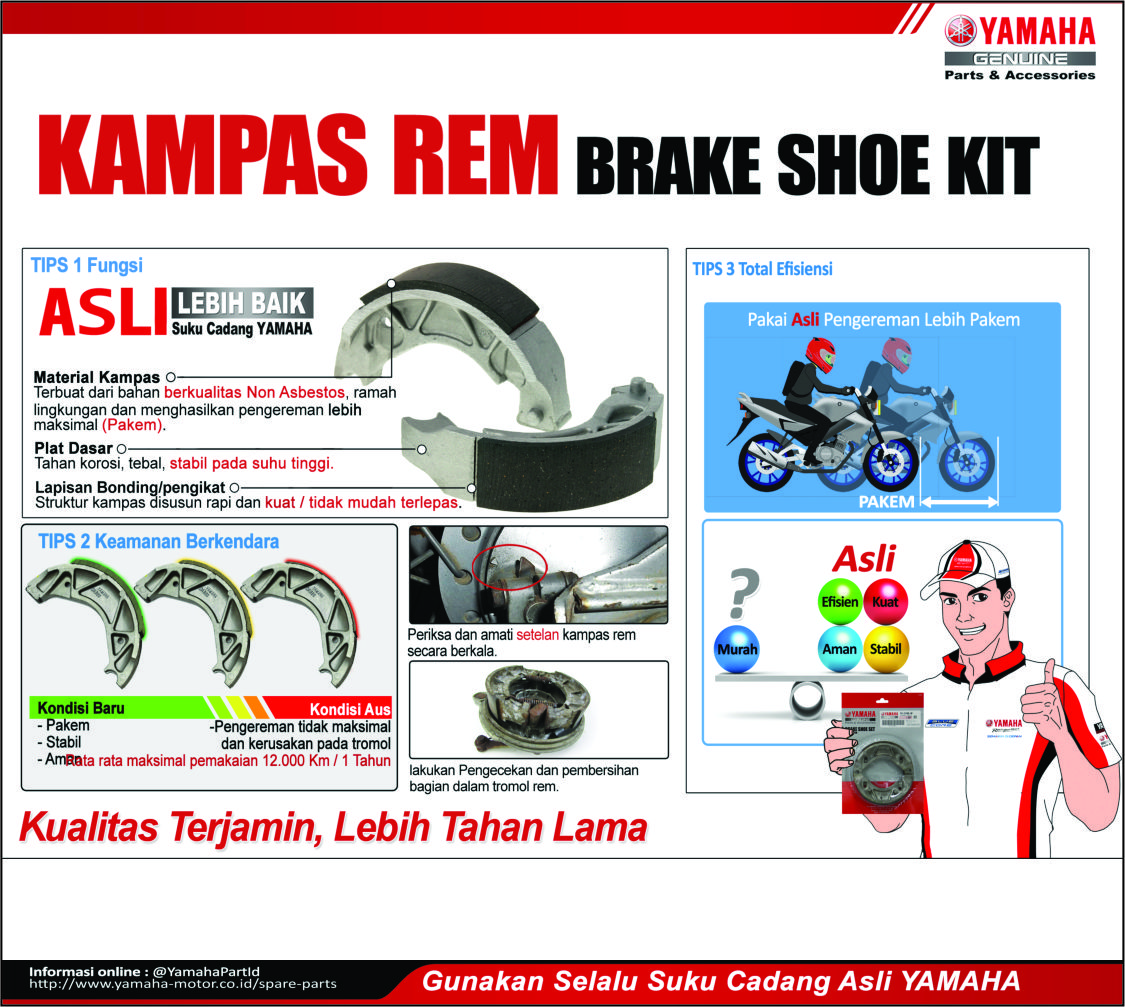 YAMAHA
GENUINE
Parts & Accessories
KAMPAS REM BRAKE SHOE KIT
TIPS 1 Fungsi
ASLI LEBIH BAIK
Suku Cadang YAMAHA
Material Kampas
Terbuat dari bahan berkualitas Non Asbestos, ramah
lingkungan dan menghasilkan pengereman lebih
maksimal (Pakem).
Plat Dasar
Tahan korosi, tebal, stabil pada suhu tinggi.
Lapisan Bonding/pengikat
Struktur kampas disusun rapi dan kuat / tidak mudah terlepas.
TIPS 2 Keamanan Berkendara
Kondisi Baru
- Pakem
- Stabil
- Aman
Kondisi Aus
-Pengereman tidak maksimal
dan kerusakan pada tromol
Rata rata maksimal pemakaian 12.000 Km / 1 Tahun
Periksa dan amati setelan kampas rem
secara berkala.
lakukan Pengecekan dan pembersihan
bagian dalam tromol rem.
TIPS 3 Total Efisiensi
Pakai Asli Pengereman Lebih Pakem
PAKEM
?
Murah
Asli
Efisien
Kuat
Aman
Stabil
YAMAHA
BRAKE SHOE KIT
YAMAHA
Kualitas Terjamin, Lebih Tahan Lama
Informasi online : @YamahaPartId
http://www.yamaha-motor.co.id/spare-parts
Gunakan Selalu Suku Cadang Asli YAMAHA